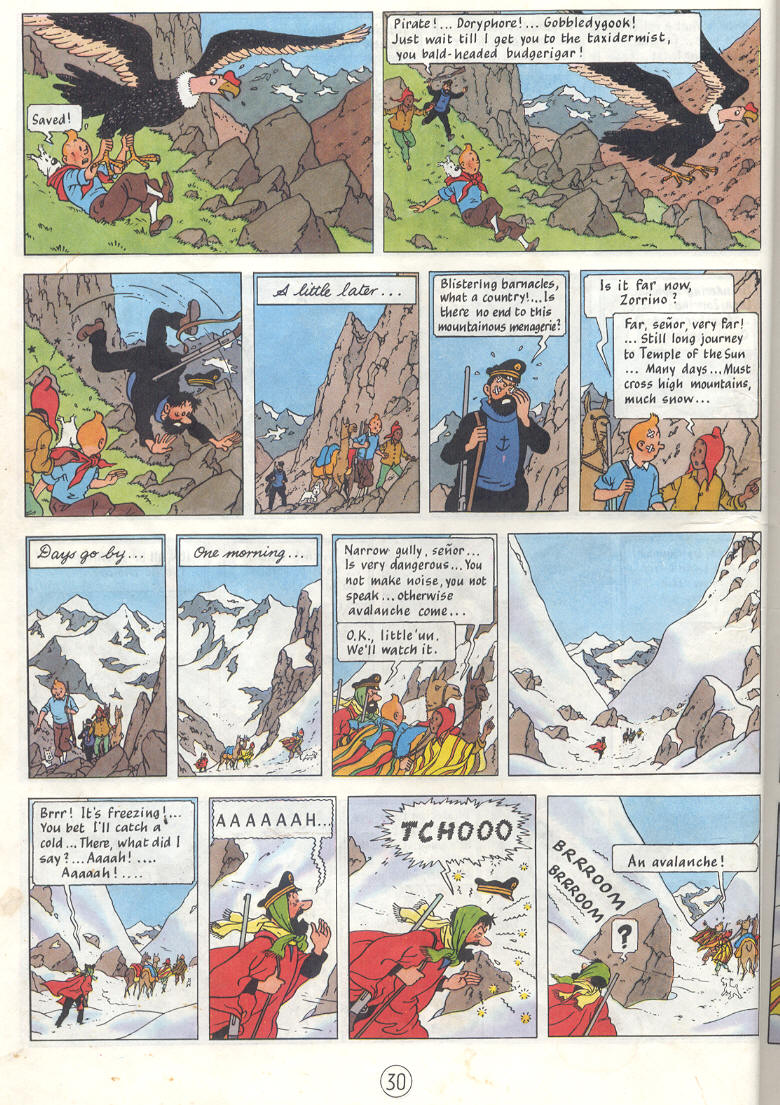 Saved!
Pirate!... Doryphore!... Gobbledygook!
Just wait till I get you to the taxidermist,
you bald-headed budgerigar!
A little later...
Blistering barnacles,
what a country!...Is
there no end to this
mountainous menagerie?
Is it far now,
Zorrino?
Far, señor, very far!
... Still long journey
to Temple of the Sun
... Many days...Must
cross high mountains,
much snow...
Days go by...
One morning...
Narrow gully, señor...
Is very dangerous...You
not make noise, you not
speak...otherwise
avalanche come...
O.K., little'un.
We'll watch it.
Brrr! It's freezing!...
You bet I'll catch a
cold...There, what did I
say?...Aaaah!....
Aaaaah!....
AAAAAAH...
TCHOOO
BRRROOM
BRRROOM
An avalanche!
?
30